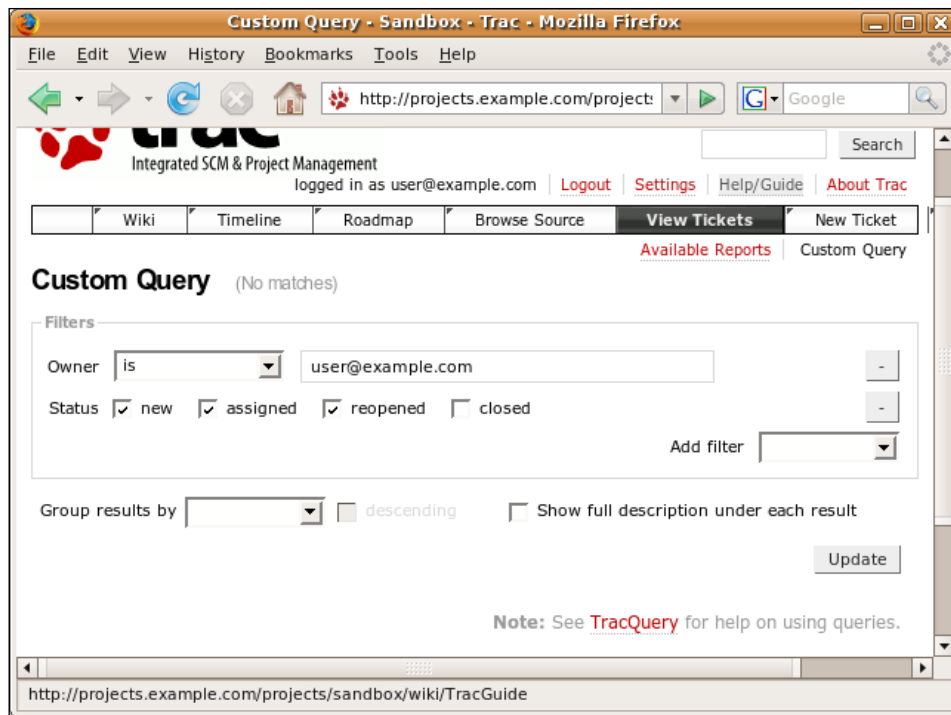 Custom Query - Sandbox - Trac - Mozilla Firefox
File Edit View History Bookmarks Tools Help
http://projects.example.com/project: G Google
trac
Integrated SCM & Project Management
Search
logged in as user@example.com Logout Settings Help/Guide About Trac
Wiki Timeline Roadmap Browse Source View Tickets New Ticket
Available Reports Custom Query
Custom Query (No matches)
Filters
Owner is user@example.com -
Status new assigned reopened closed -
Add filter
Group results by descending Show full description under each result
Update
Note: See TracQuery for help on using queries.
http://projects.example.com/projects/sandbox/wiki/TracGuide